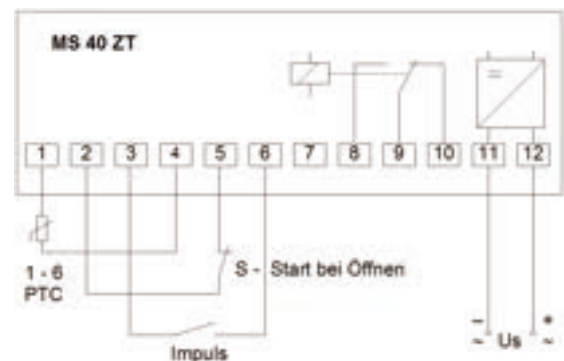 MS 40 ZT
1 2 3 4 5 6 7 8 9 10 11 12
1 - 6
PTC
S - Start bei Öffnen
Impuls
− +
~ Us ~